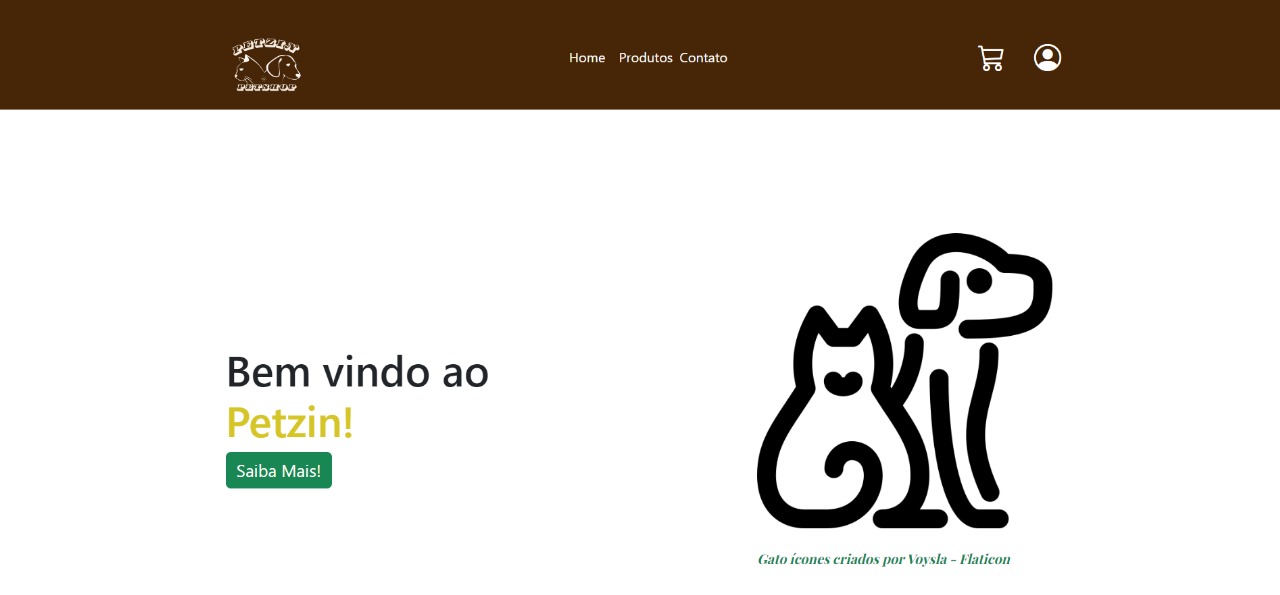 PETZIN
PETSHOP
Home Produtos Contato
Bem vindo ao
Petzin!
Saiba Mais!
Gato ícones criados por Voysla - Flaticon